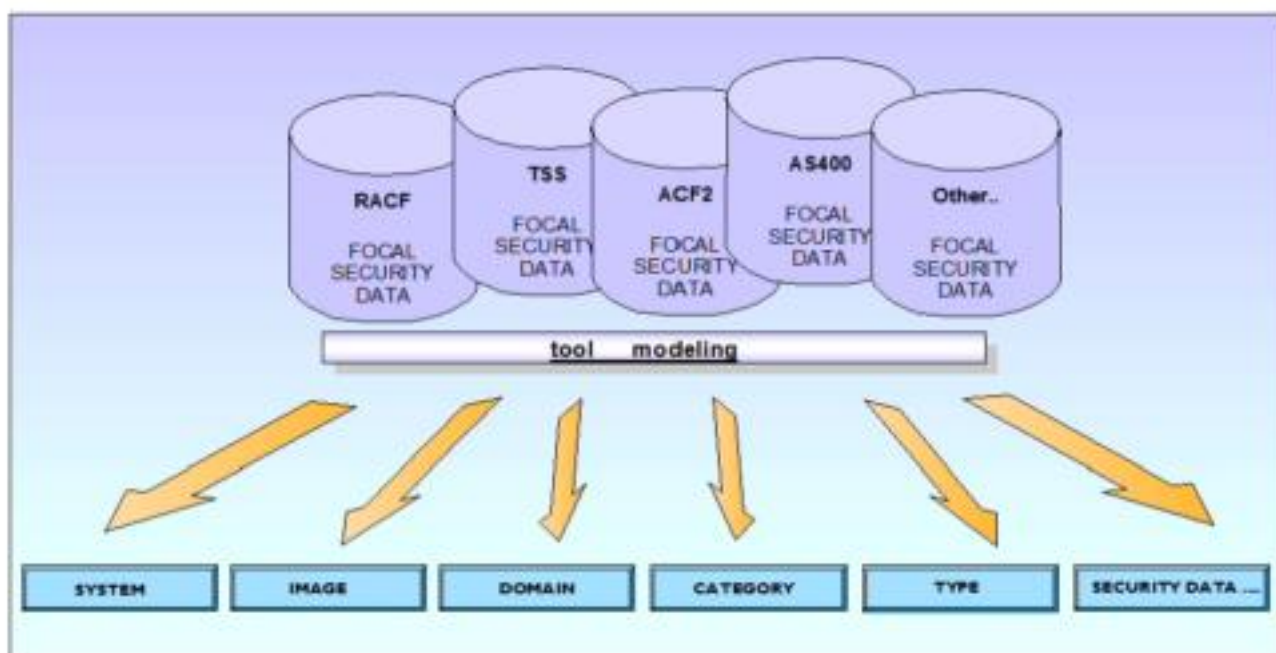 RACF
FOCAL
SECURITY
DATA
TSS
FOCAL
SECURITY
DATA
ACF2
FOCAL
SECURITY
DATA
AS400
FOCAL
SECURITY
DATA
Other..
FOCAL
SECURITY
DATA
tool modeling
SYSTEM
IMAGE
DOMAIN
CATEGORY
TYPE
SECURITY DATA ....